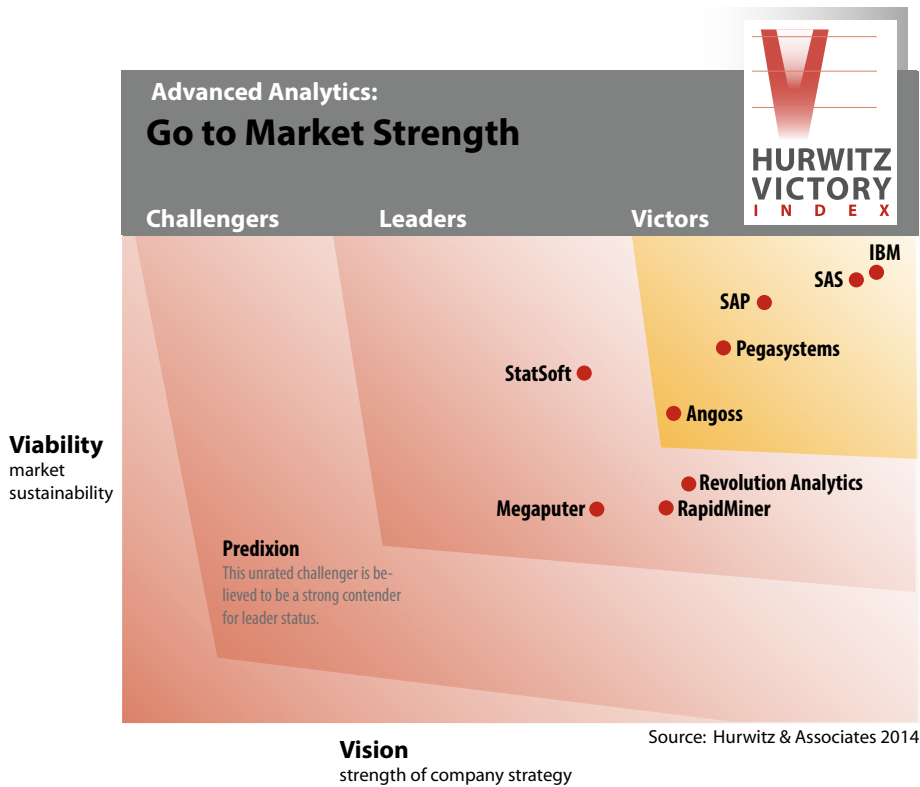 Advanced Analytics:
Go to Market Strength
HURWITZ
VICTORY
INDEX
Challengers
Leaders
Victors
IBM
SAS
SAP
Pegasystems
StatSoft
Angoss
Viability
market
sustainability
Revolution Analytics
Megaputer
RapidMiner
Predixion
This unrated challenger is be-
lieved to be a strong contender
for leader status.
Source: Hurwitz & Associates 2014
Vision
strength of company strategy